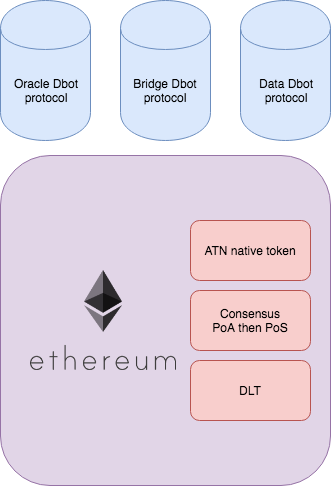 Oracle Dbot
protocol
Bridge Dbot
protocol
Data Dbot
protocol
ATN native token
Consensus
PoA then PoS
ethereum
DLT